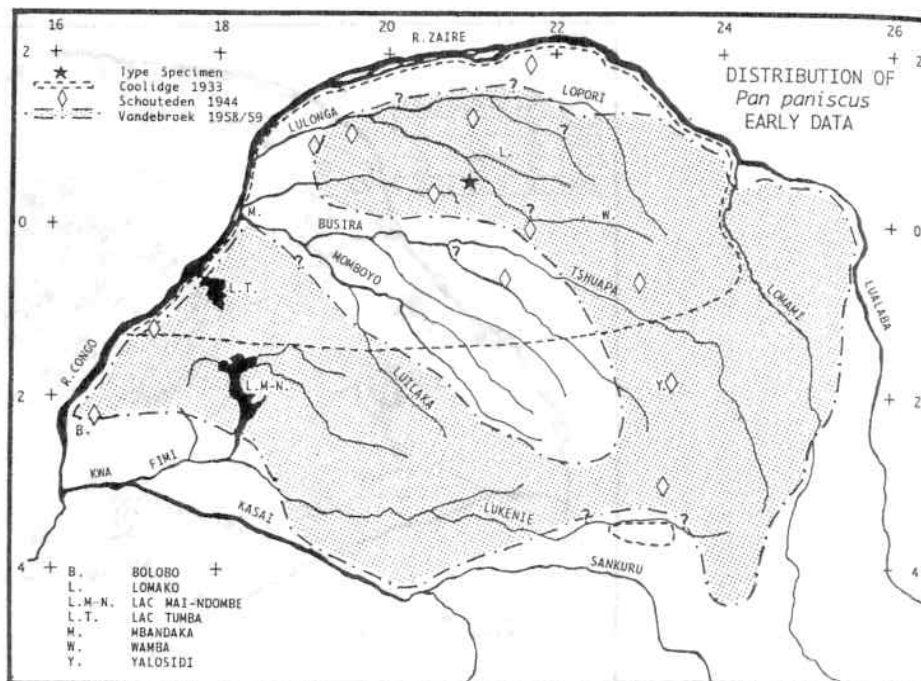 16 18 20 22 24 26
R.ZAIRE
2 2
★ Type Specimen
Coolidge 1933
◊ Schouteden 1944
Vandebroek 1958/59
DISTRIBUTION OF
Pan paniscus
EARLY DATA
? ?
LOPORI
LULONGA
?
L.
0 0
M.
?
W.
BUSIRA
?
?
MOMBOYO
TSHUAPA
L.T.
LOMAMI
LUALABA
R.CONGO
L.M-N.
LUILAKA
Y.
2 2
B.
FIMI
KWA
KASAI
LUKENIE
? ?
SANKURU
4 4
B. BOLOBO
L. LOMAKO
L.M-N. LAC MAI-NDOMBE
L.T. LAC TUMBA
M. MBANDAKA
W. WAMBA
Y. YALOSIDI